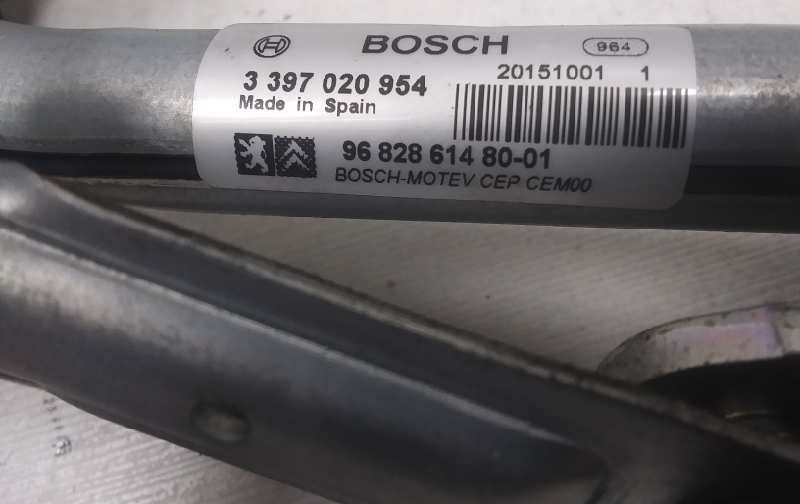 BOSCH 964
3 397 020 954 20151001 1
Made in Spain
96 828 614 80-01
BOSCH-MOTEV CEP CEM00